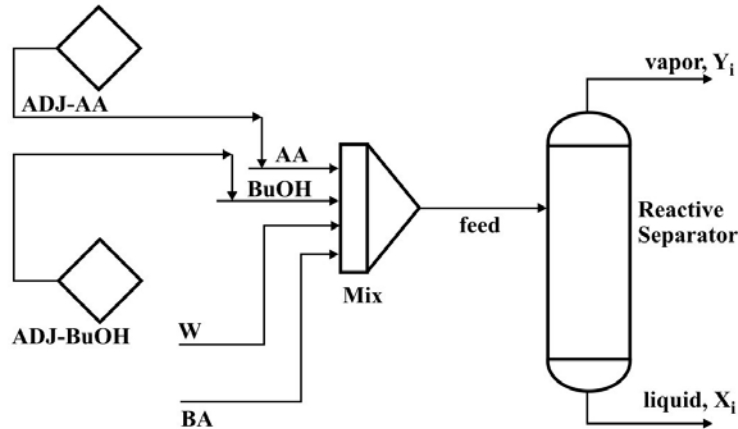 vapor, Yᵢ
ADJ-AA
AA
BuOH
feed
Reactive
Separator
Mix
ADJ-BuOH
W
liquid, Xᵢ
BA